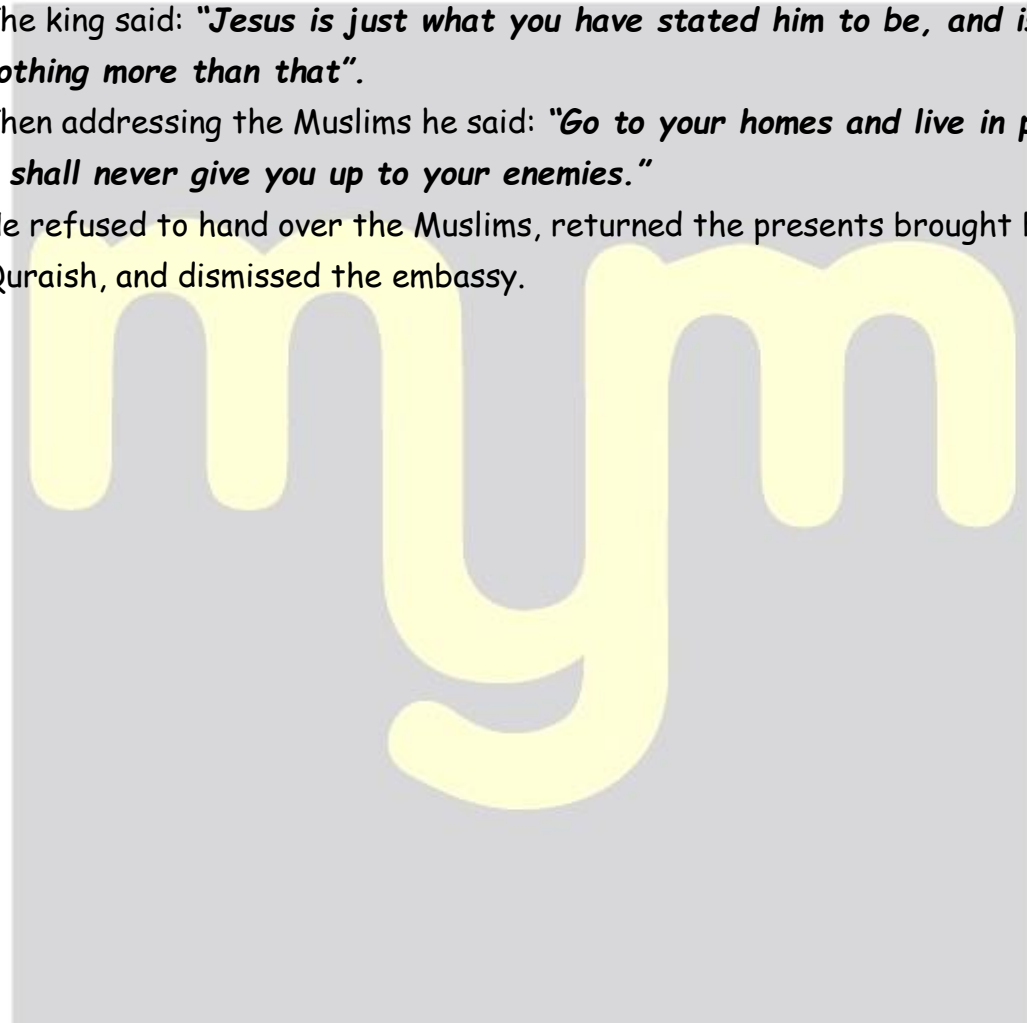 he king said: “Jesus is just what you have stated him to be, and is
othing more than that”.
hen addressing the Muslims he said: “Go to your homes and live in p
shall never give you up to your enemies.”
e refused to hand over the Muslims, returned the presents brought b
Quraish, and dismissed the embassy.
mym